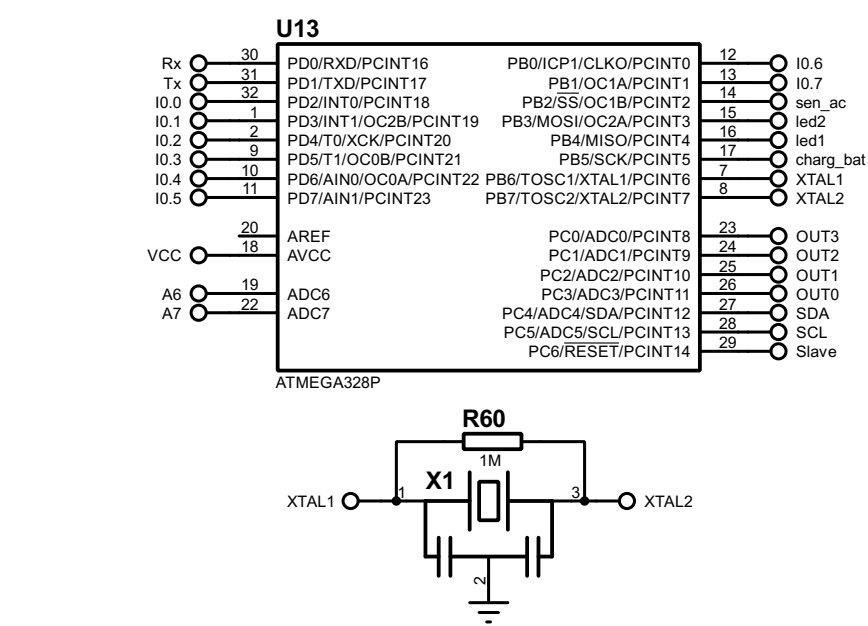 U13
Rx 30 PD0/RXD/PCINT16 PB0/ICP1/CLKO/PCINT0 12 I0.6
Tx 31 PD1/TXD/PCINT17 PB1/OC1A/PCINT1 13 I0.7
I0.0 32 PD2/INT0/PCINT18 PB2/SS/OC1B/PCINT2 14 sen_ac
I0.1 1 PD3/INT1/OC2B/PCINT19 PB3/MOSI/OC2A/PCINT3 15 led2
I0.2 2 PD4/T0/XCK/PCINT20 PB4/MISO/PCINT4 16 led1
I0.3 9 PD5/T1/OC0B/PCINT21 PB5/SCK/PCINT5 17 charg_bat
I0.4 10 PD6/AIN0/OC0A/PCINT22 PB6/TOSC1/XTAL1/PCINT6 7 XTAL1
I0.5 11 PD7/AIN1/PCINT23 PB7/TOSC2/XTAL2/PCINT7 8 XTAL2
20 AREF PC0/ADC0/PCINT8 23 OUT3
VCC 18 AVCC PC1/ADC1/PCINT9 24 OUT2
PC2/ADC2/PCINT10 25 OUT1
A6 19 ADC6 PC3/ADC3/PCINT11 26 OUT0
A7 22 ADC7 PC4/ADC4/SDA/PCINT12 27 SDA
PC5/ADC5/SCL/PCINT13 28 SCL
PC6/RESET/PCINT14 29 Slave
ATMEGA328P
R60
1M
X1
XTAL1 1 3 XTAL2
2